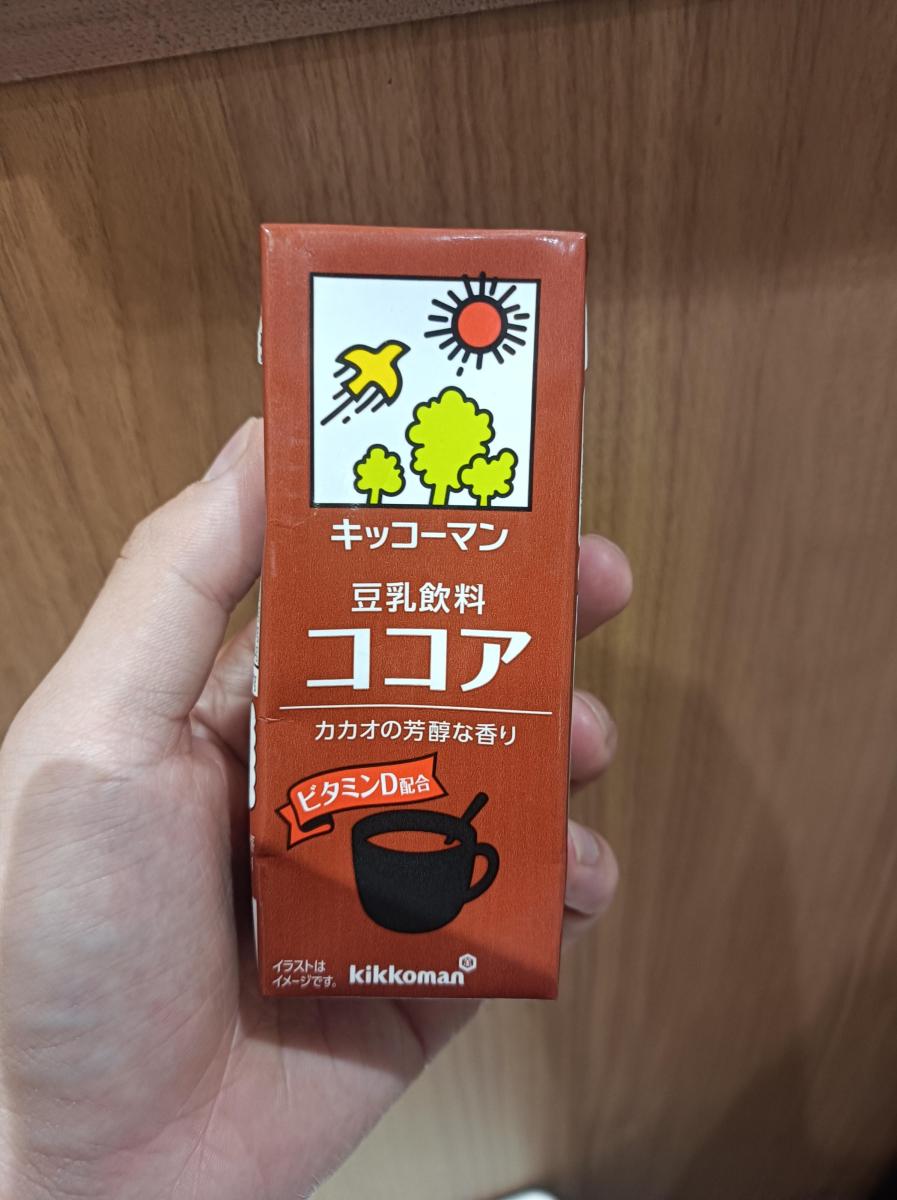 キッコーマン
豆乳飲料
ココア
カカオの芳醇な香り
ビタミンD配合
イラストは
イメージです。
kikkoman